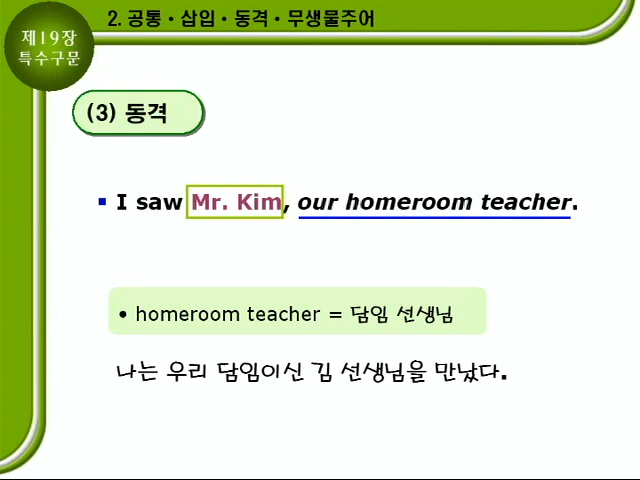 2. 공통 · 삽입 · 동격 · 무생물주어
제19장
특수구문
(3) 동격
▪ I saw Mr. Kim, our homeroom teacher.
• homeroom teacher = 담임 선생님
나는 우리 담임이신 김 선생님을 만났다.